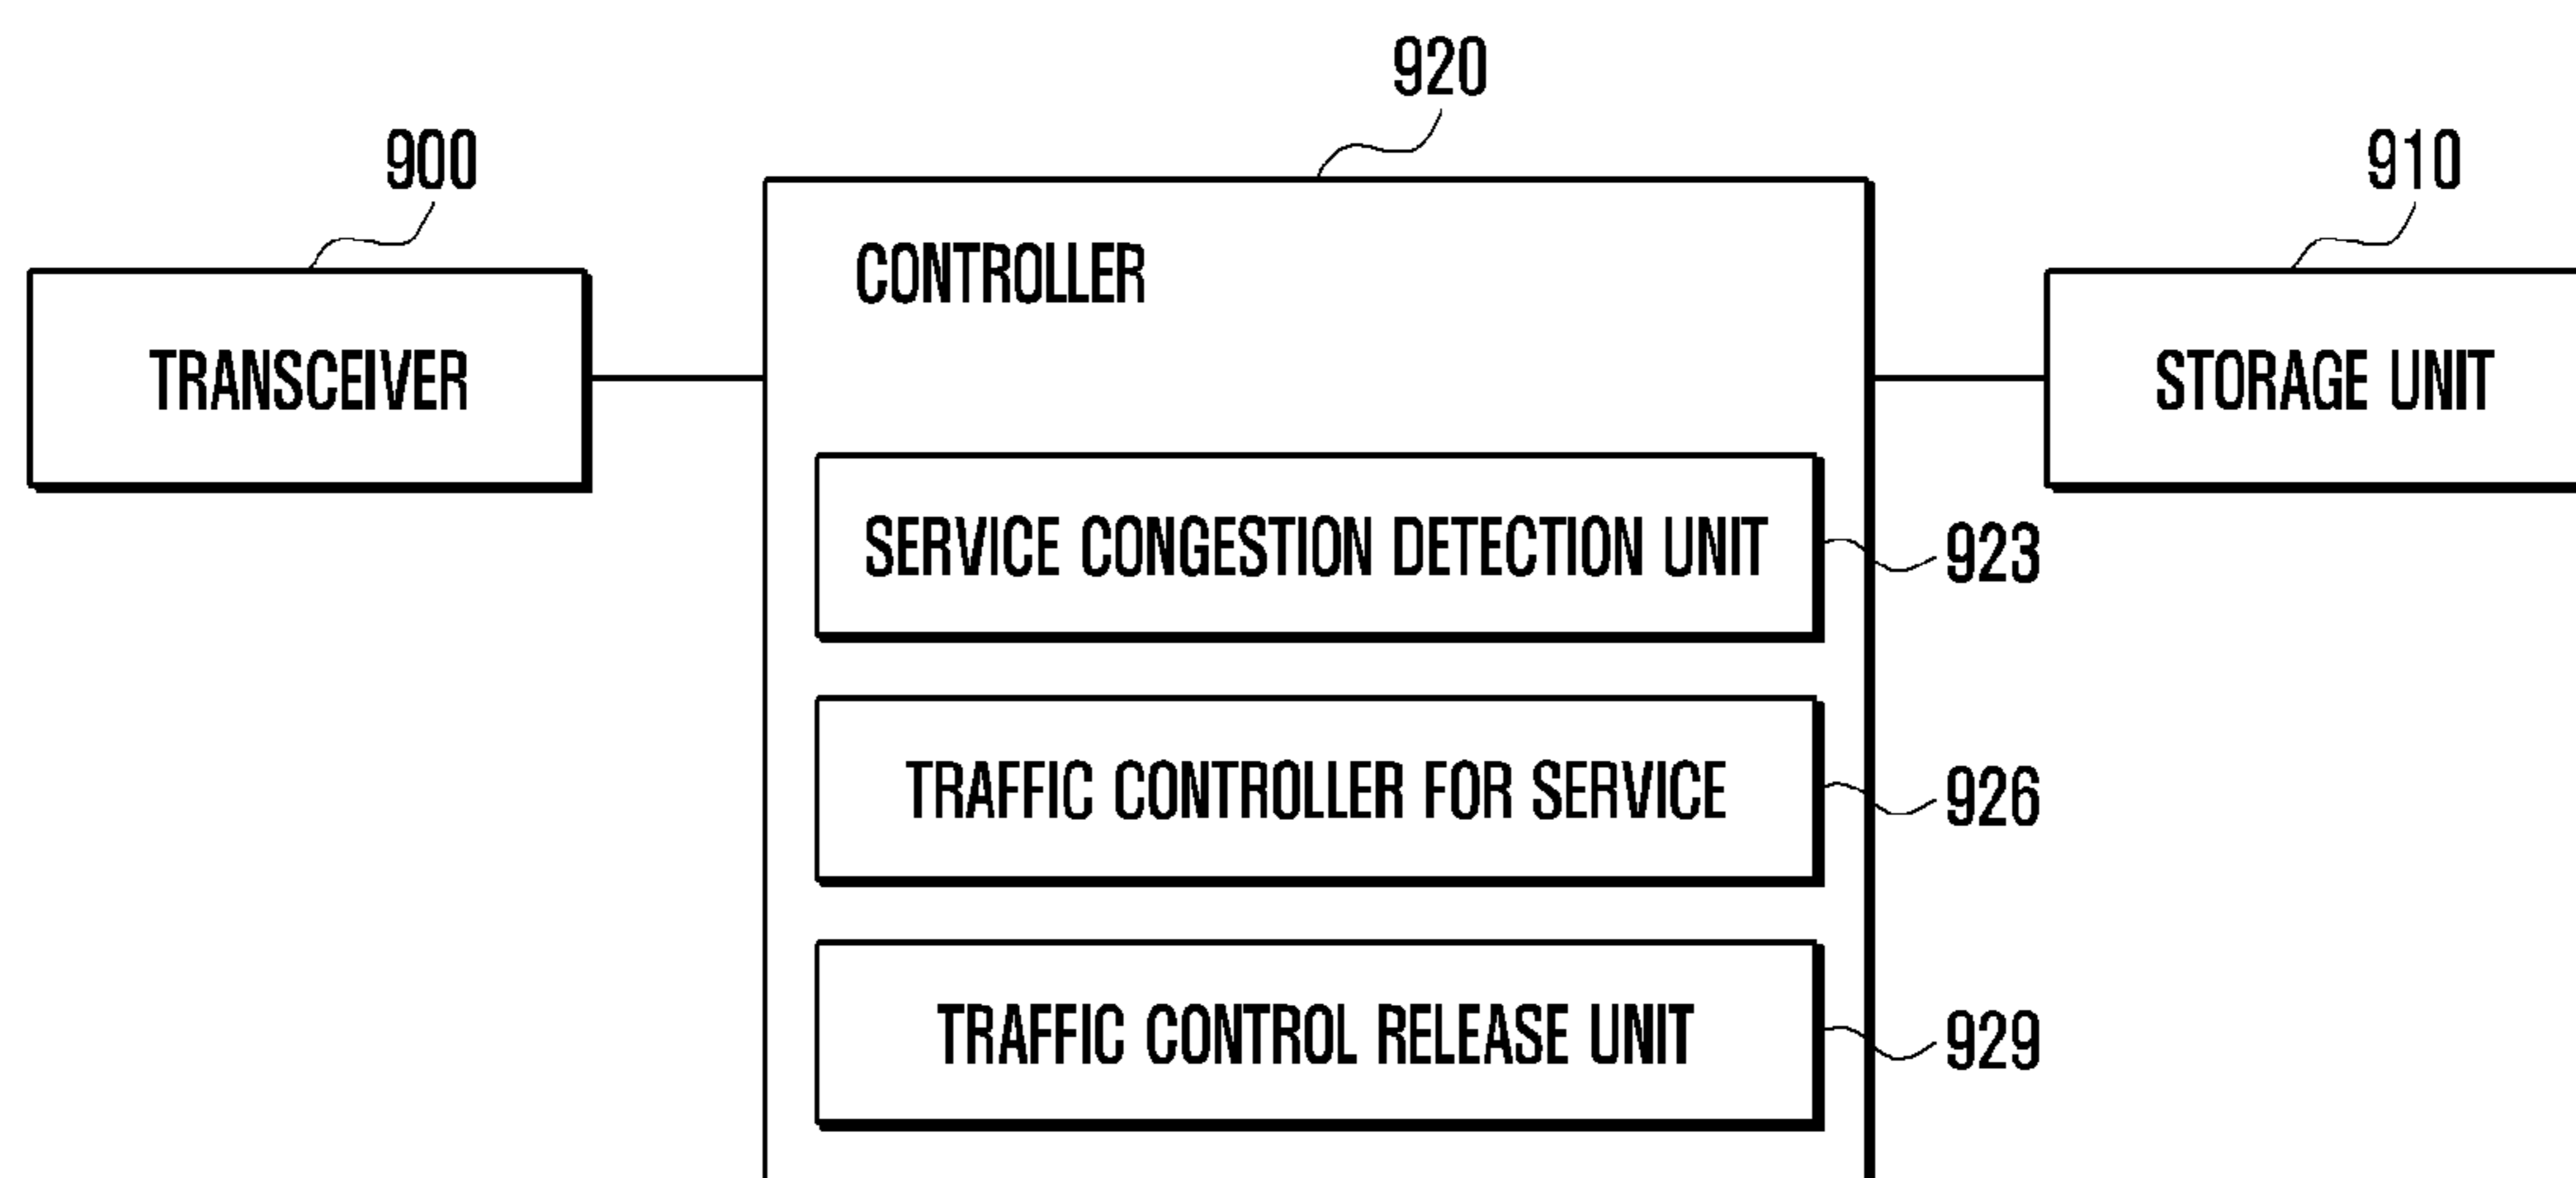 920
900
910
CONTROLLER
TRANSCEIVER
STORAGE UNIT
SERVICE CONGESTION DETECTION UNIT
923
TRAFFIC CONTROLLER FOR SERVICE
926
TRAFFIC CONTROL RELEASE UNIT
929